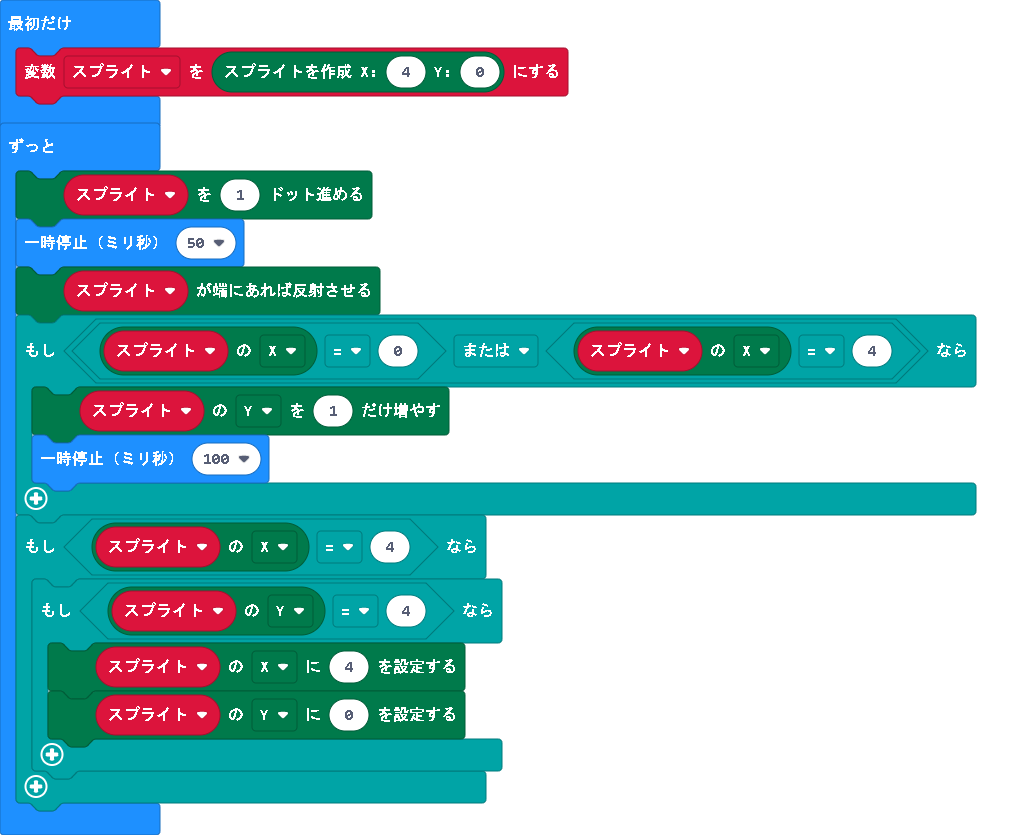 最初だけ
変数 スプライト を スプライトを作成 X: 4 Y: 0 にする
ずっと
スプライト を 1 ドット進める
一時停止（ミリ秒） 50
スプライト が端にあれば反射させる
もし スプライト の X = 0 または スプライト の X = 4 なら
スプライト の Y を 1 だけ増やす
一時停止（ミリ秒） 100
もし スプライト の X = 4 なら
もし スプライト の Y = 4 なら
スプライト の X に 4 を設定する
スプライト の Y に 0 を設定する